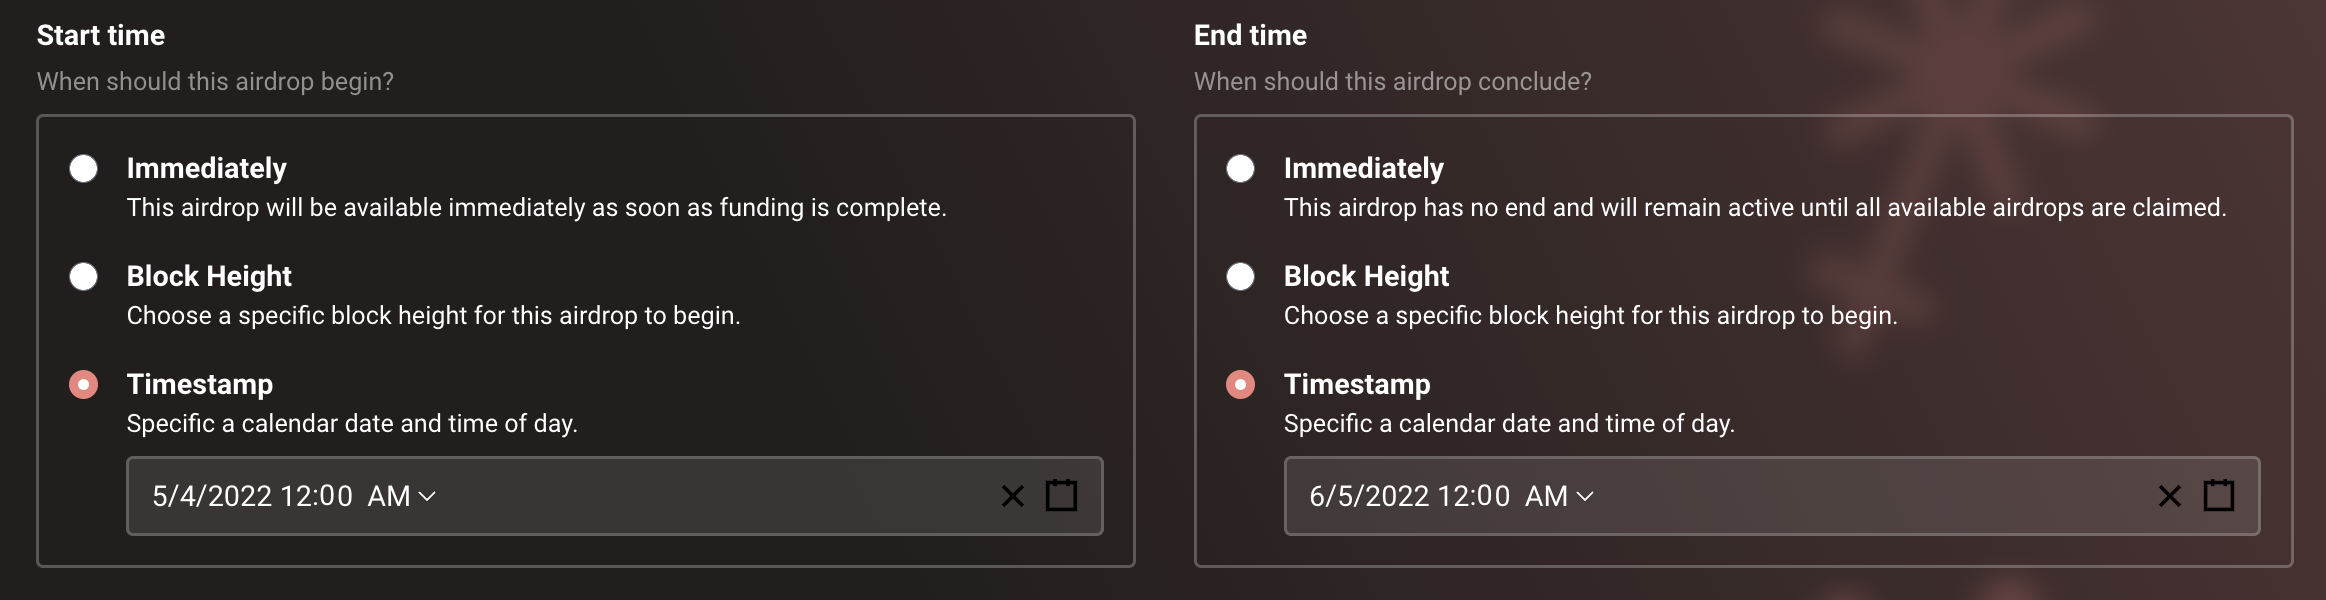 Start time
When should this airdrop begin?
Immediately
This airdrop will be available immediately as soon as funding is complete.
Block Height
Choose a specific block height for this airdrop to begin.
Timestamp
Specific a calendar date and time of day.
5/4/2022 12:00 AM
End time
When should this airdrop conclude?
Immediately
This airdrop has no end and will remain active until all available airdrops are claimed.
Block Height
Choose a specific block height for this airdrop to begin.
Timestamp
Specific a calendar date and time of day.
6/5/2022 12:00 AM